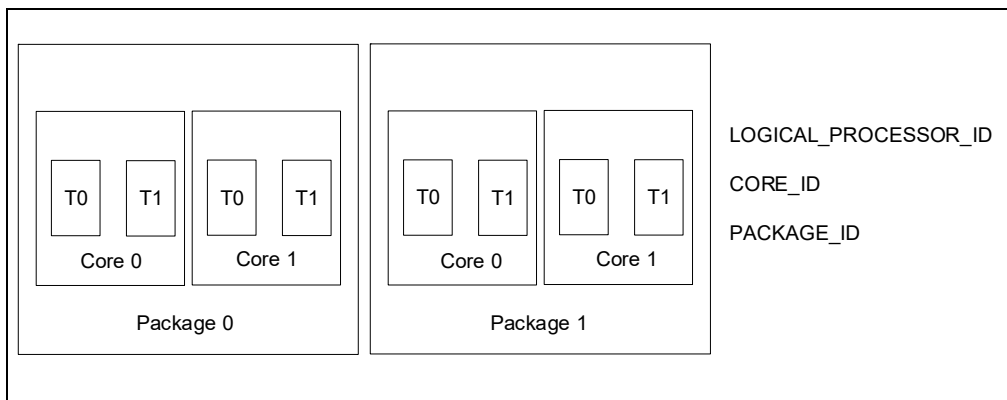 LOGICAL_PROCESSOR_ID
T0 T1 T0 T1 T0 T1 T0 T1
CORE_ID
PACKAGE_ID
Core 0 Core 1 Core 0 Core 1
Package 0 Package 1